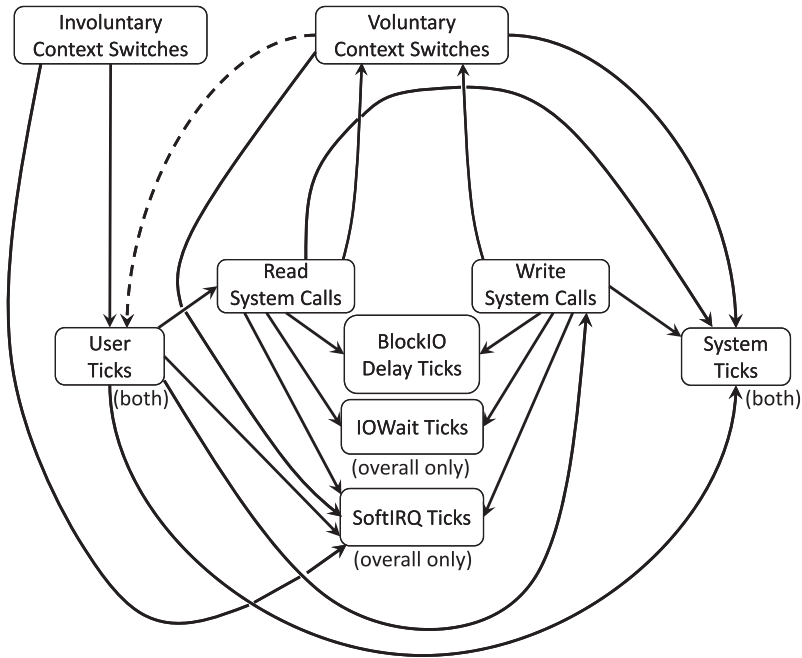 Involuntary
Context Switches
Voluntary
Context Switches
Read
System Calls
Write
System Calls
User
Ticks
(both)
BlockIO
Delay Ticks
System
Ticks
(both)
IOWait Ticks
(overall only)
SoftIRQ Ticks
(overall only)